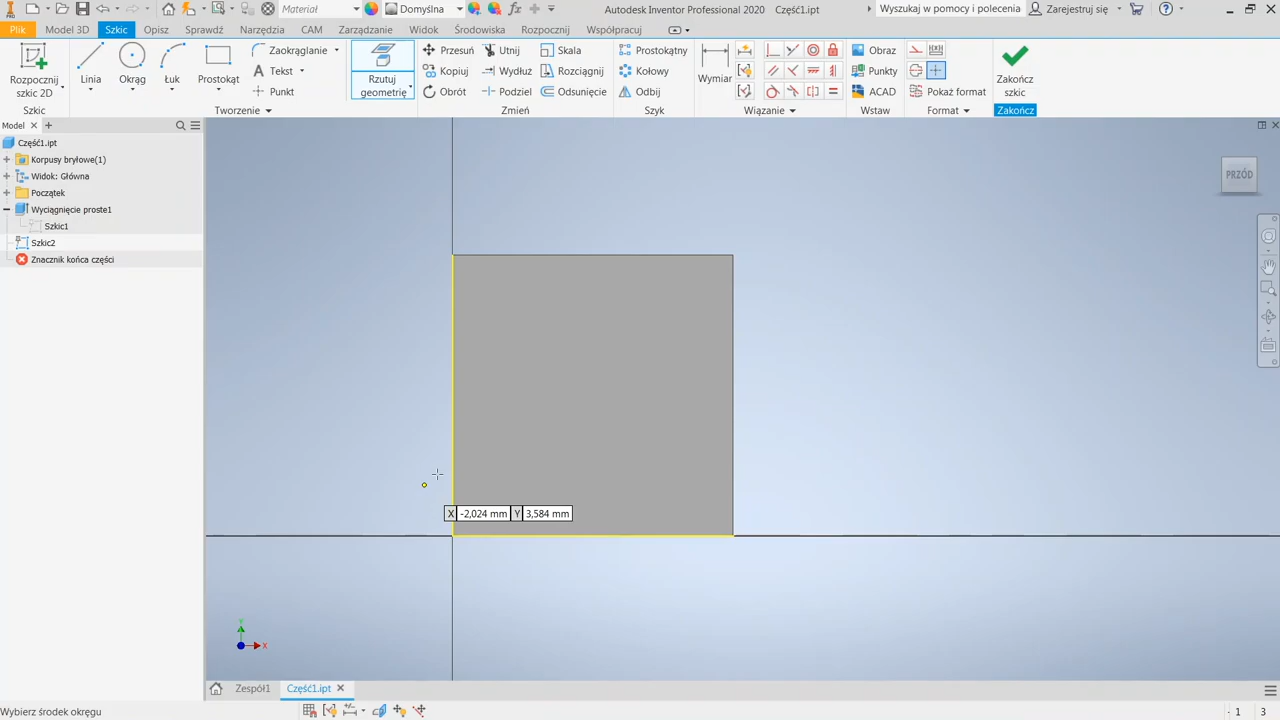 PRO
Materiał
Domyślna
Autodesk Inventor Professional 2020   Część1.ipt
Wyszukaj w pomocy i polecenia
Zarejestruj się
Plik
Model 3D
Szkic
Opisz
Sprawdź
Narzędzia
CAM
Zarządzanie
Widok
Środowiska
Rozpocznij
Współpracuj
Rozpocznij
szkic 2D
Linia
Okrąg
Łuk
Prostokąt
Zaokrąglanie
Tekst
Punkt
Rzutuj
geometrię
Przesuń
Kopiuj
Obrót
Utnij
Wydłuż
Podziel
Skala
Rozciągnij
Odsunięcie
Prostokątny
Kołowy
Odbij
Wymiar
Obraz
Punkty
ACAD
Pokaż format
Zakończ
szkic
Szkic
Tworzenie
Zmień
Szyk
Wiązanie
Wstaw
Format
Zakończ
Model
Część1.ipt
Korpusy bryłowe(1)
Widok: Główna
Początek
Wyciągnięcie proste1
Szkic1
Szkic2
Znacznik końca części
PRZÓD
X -2,024 mm Y 3,584 mm
Y
X
Zespół1
Część1.ipt
Wybierz środek okręgu
1 3